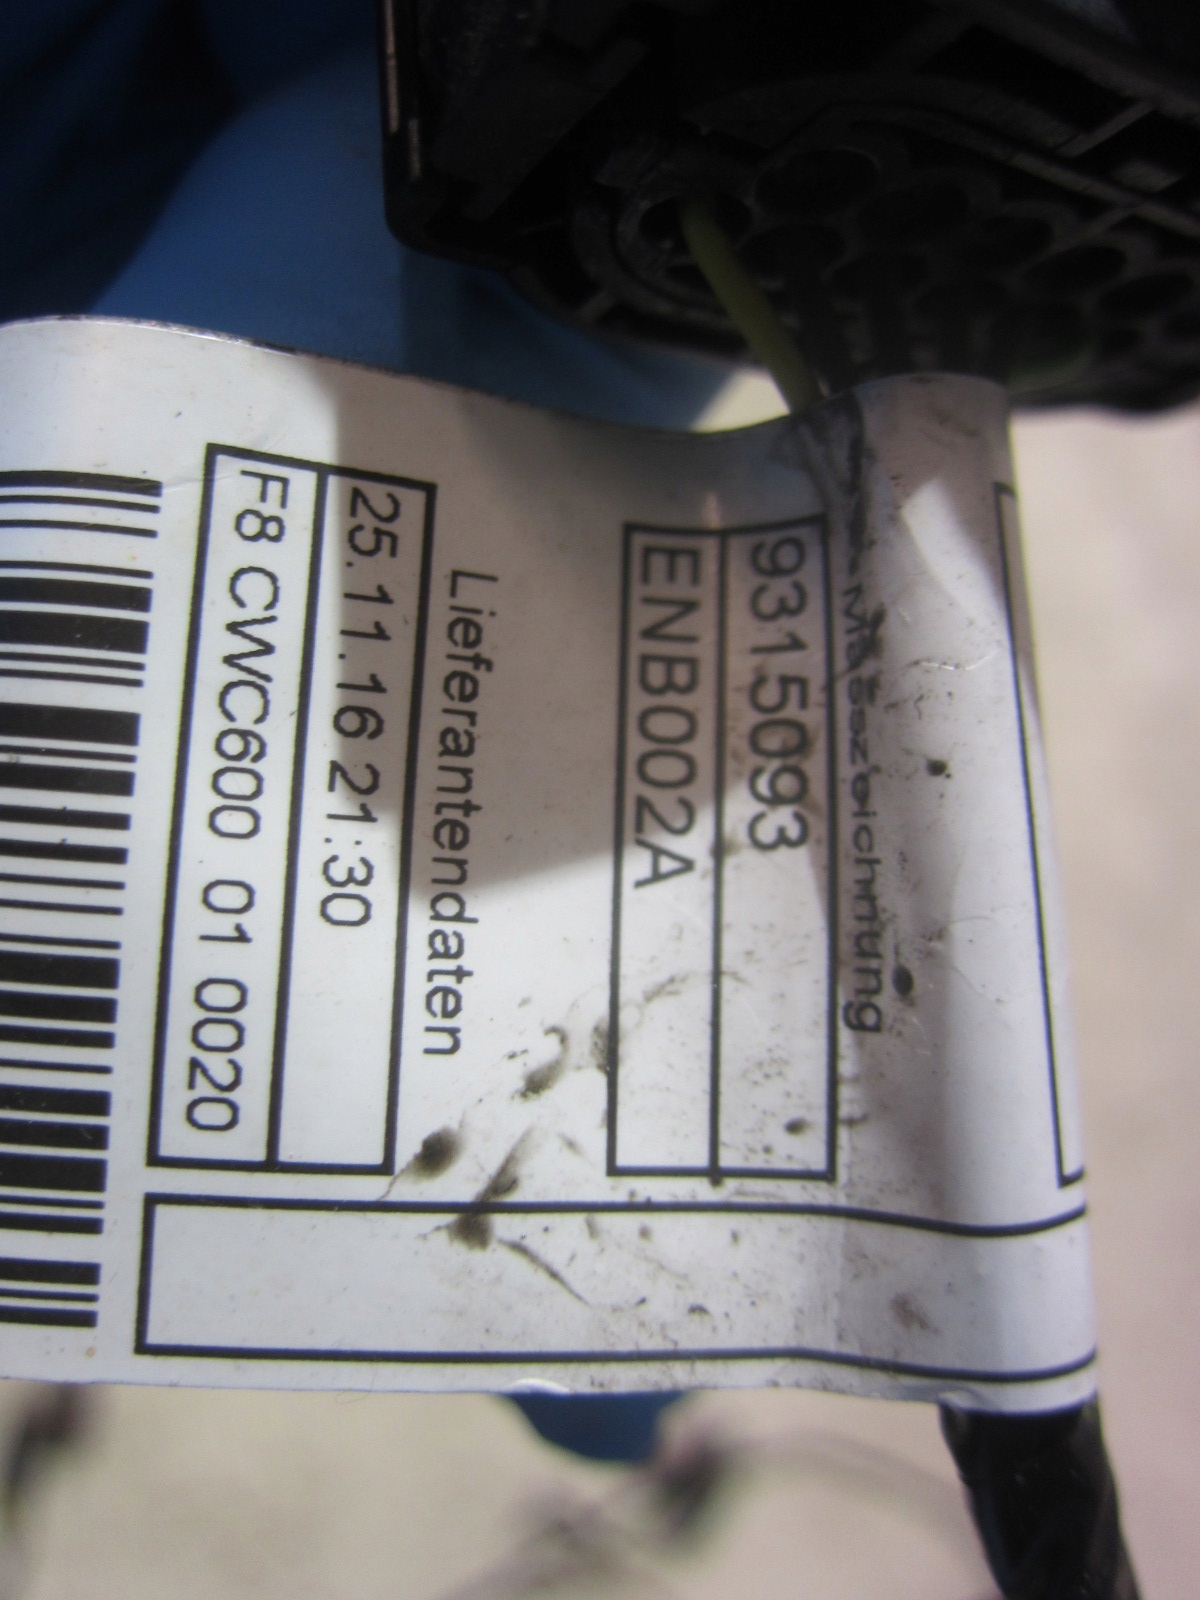 Masszeichnung
9315093
ENB002A
Lieferantendaten
25.11.16 21:30
F8 CWC600 01 0020